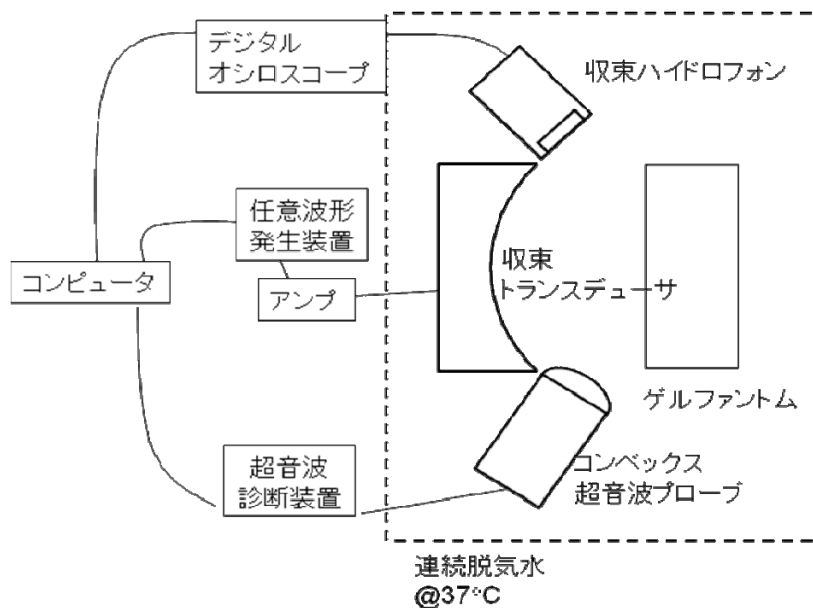 デジタル
オシロスコープ
収束ハイドロフォン
任意波形
発生装置
収束
トランスデューサ
コンピュータ
アンプ
ゲルファントム
超音波
診断装置
コンベックス
超音波プローブ
連続脱気水
@37°C